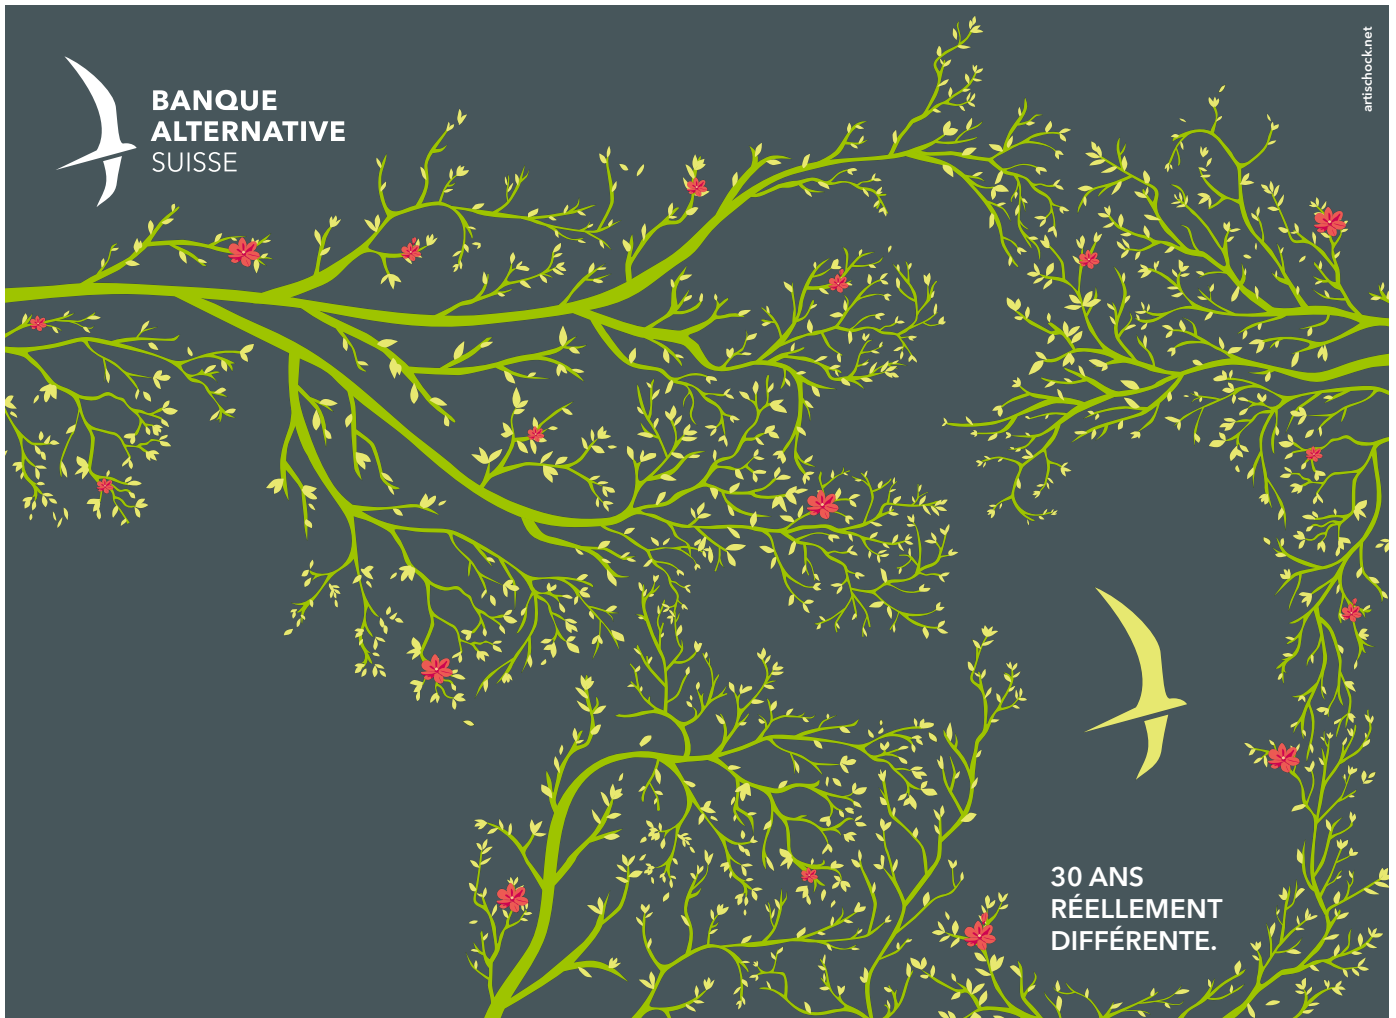 BANQUE
ALTERNATIVE
SUISSE
artischock.net
30 ANS
RÉELLEMENT
DIFFÉRENTE.